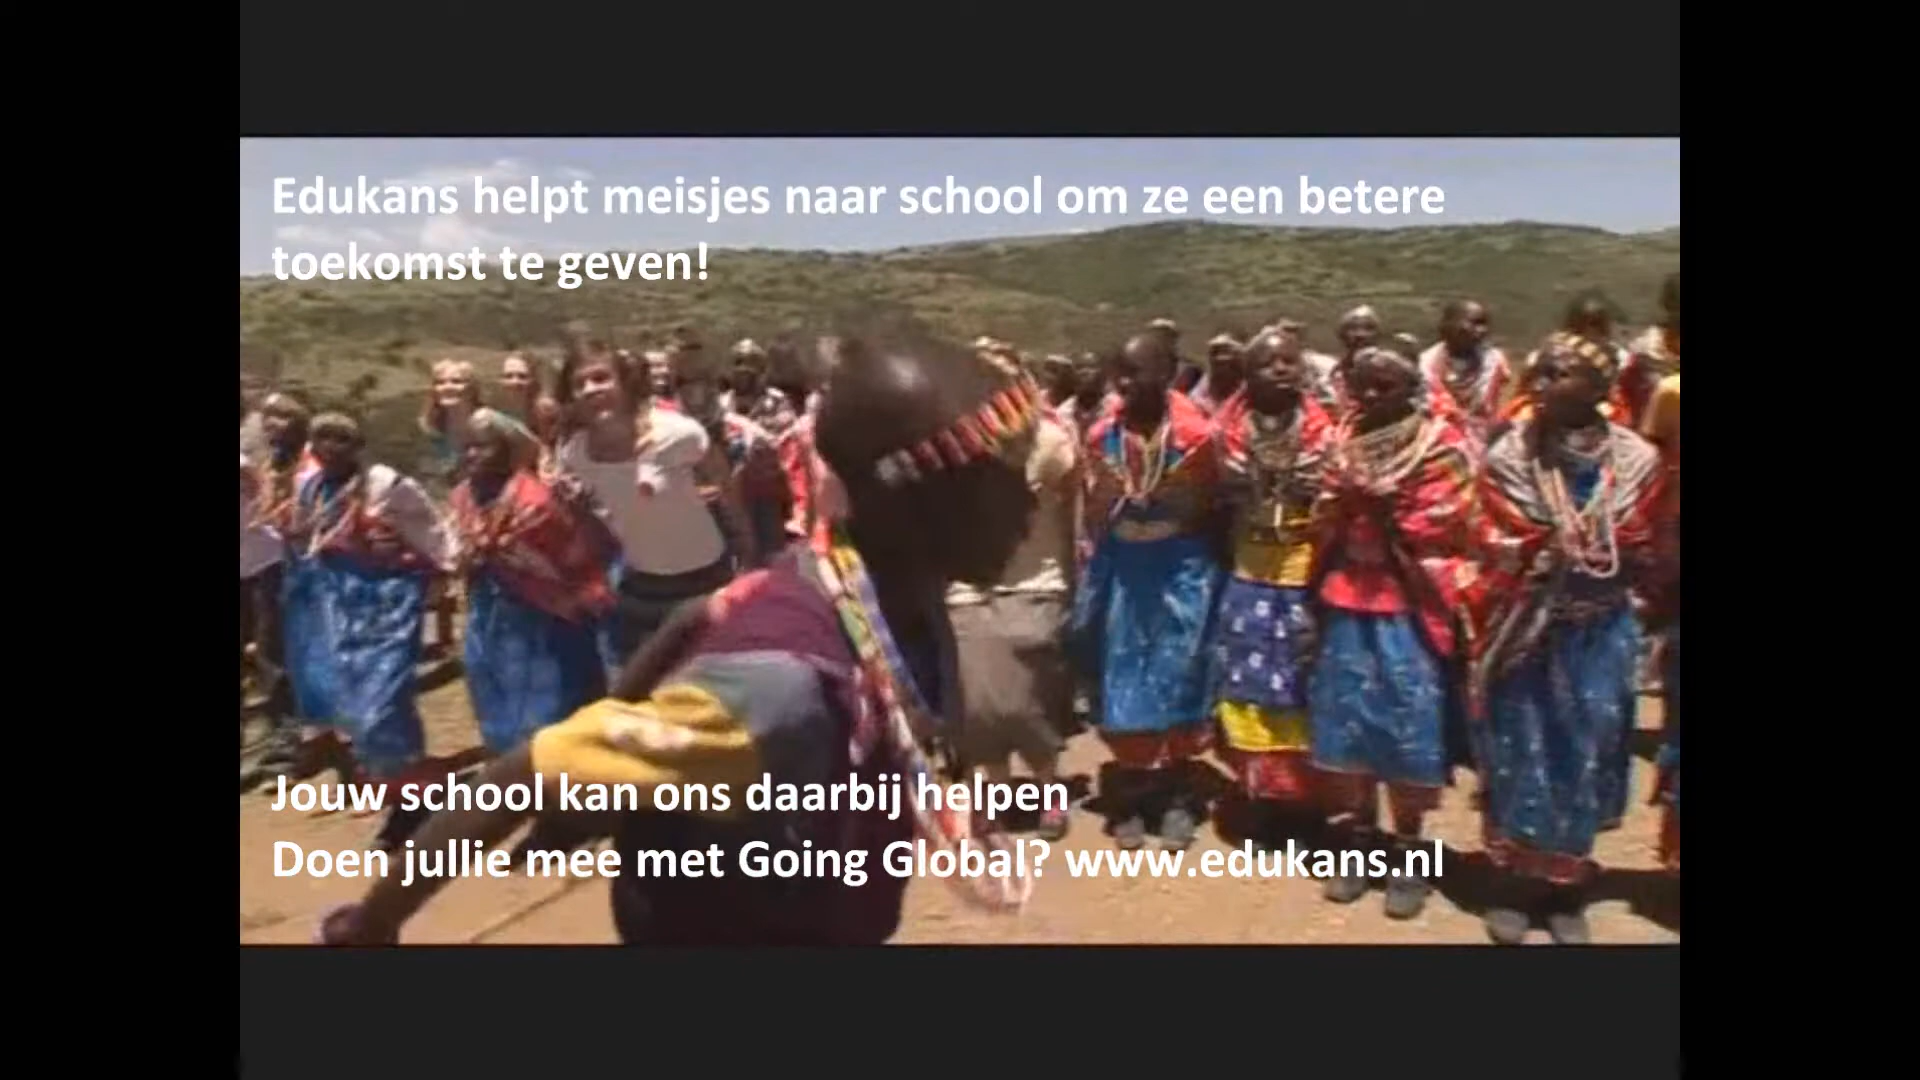 Edukans helpt meisjes naar school om ze een betere
toekomst te geven!
Jouw school kan ons daarbij helpen
Doen jullie mee met Going Global? www.edukans.nl